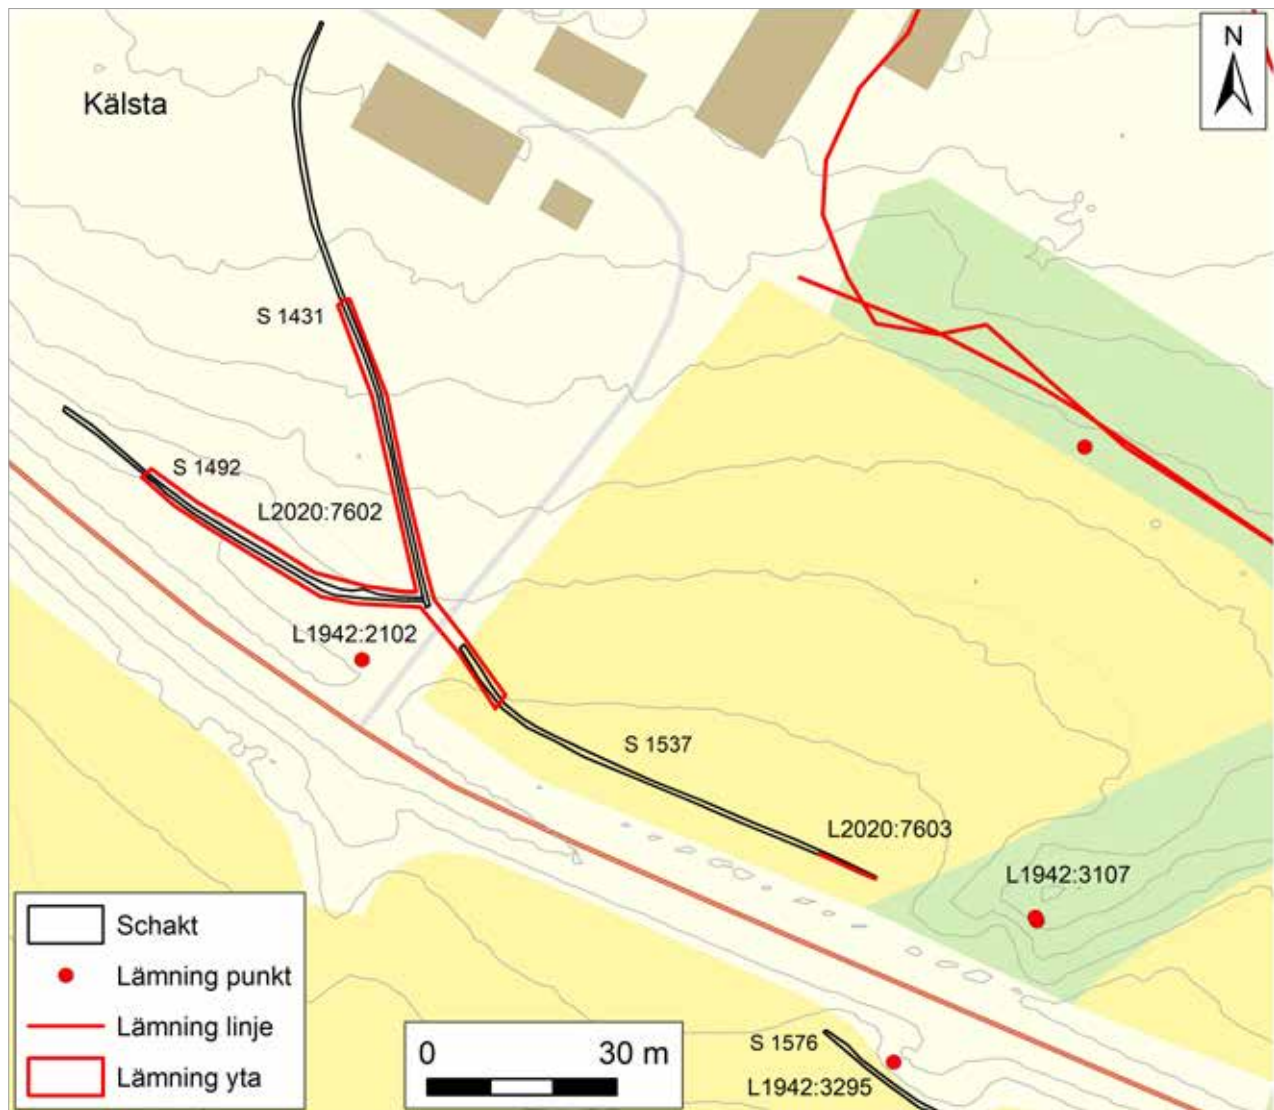 N
Kälsta
S 1431
S 1492
L2020:7602
L1942:2102
S 1537
L2020:7603
L1942:3107
Schakt
Lämning punkt
Lämning linje
Lämning yta
0 30 m
S 1576
L1942:3295